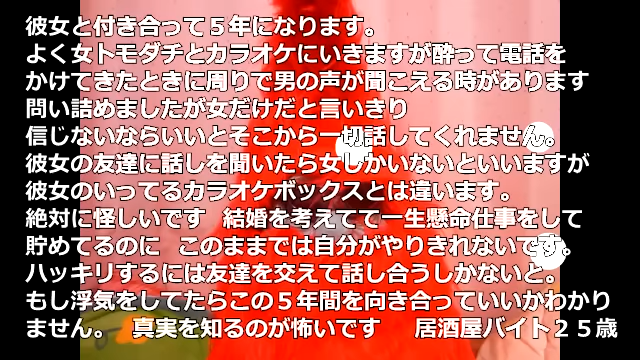 彼女と付き合って５年になります。
よく女トモダチとカラオケにいきますが酔って電話を
かけてきたときに周りで男の声が聞こえる時があります
問い詰めましたが女だけだと言いきり
信じないならいいとそこから一切話してくれません。
彼女の友達に話しを聞いたら女しかいないといいますが
彼女のいってるカラオケボックスとは違います。
絶対に怪しいです 結婚を考えてて一生懸命仕事をして
貯めてるのに このままでは自分がやりきれないです。
ハッキリするには友達を交えて話し合うしかないと。
もし浮気をしてたらこの５年間を向き合っていいかわかり
ません。 真実を知るのが怖いです 居酒屋バイト２５歳